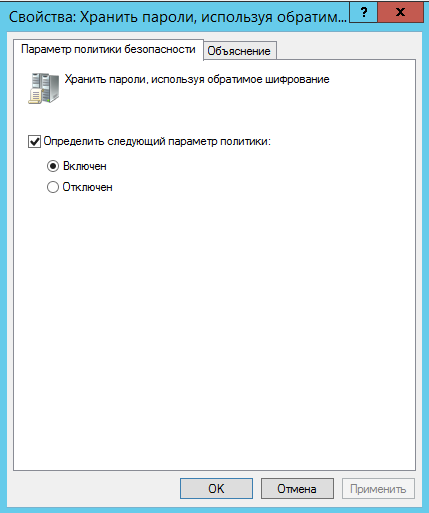 Свойства: Хранить пароли, используя обратим...
? x
Параметр политики безопасности Объяснение
Хранить пароли, используя обратимое шифрование
Определить следующий параметр политики:
Включен
Отключен
OK Отмена Применить